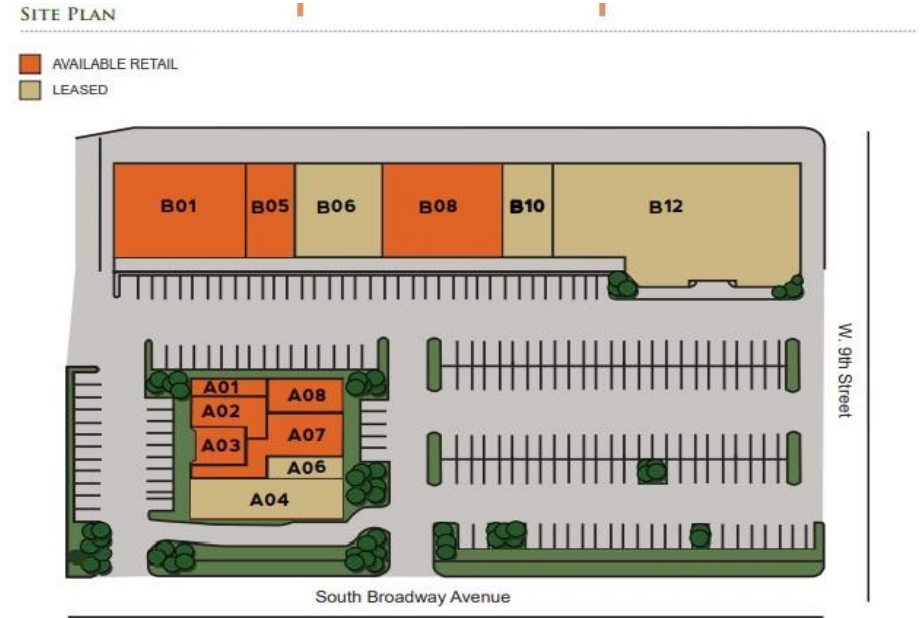 SITE PLAN
AVAILABLE RETAIL
LEASED
B01 B05 B06 B08 B10 B12
A01 A08
A02
A07
A03
A06
A04
W. 9th Street
South Broadway Avenue